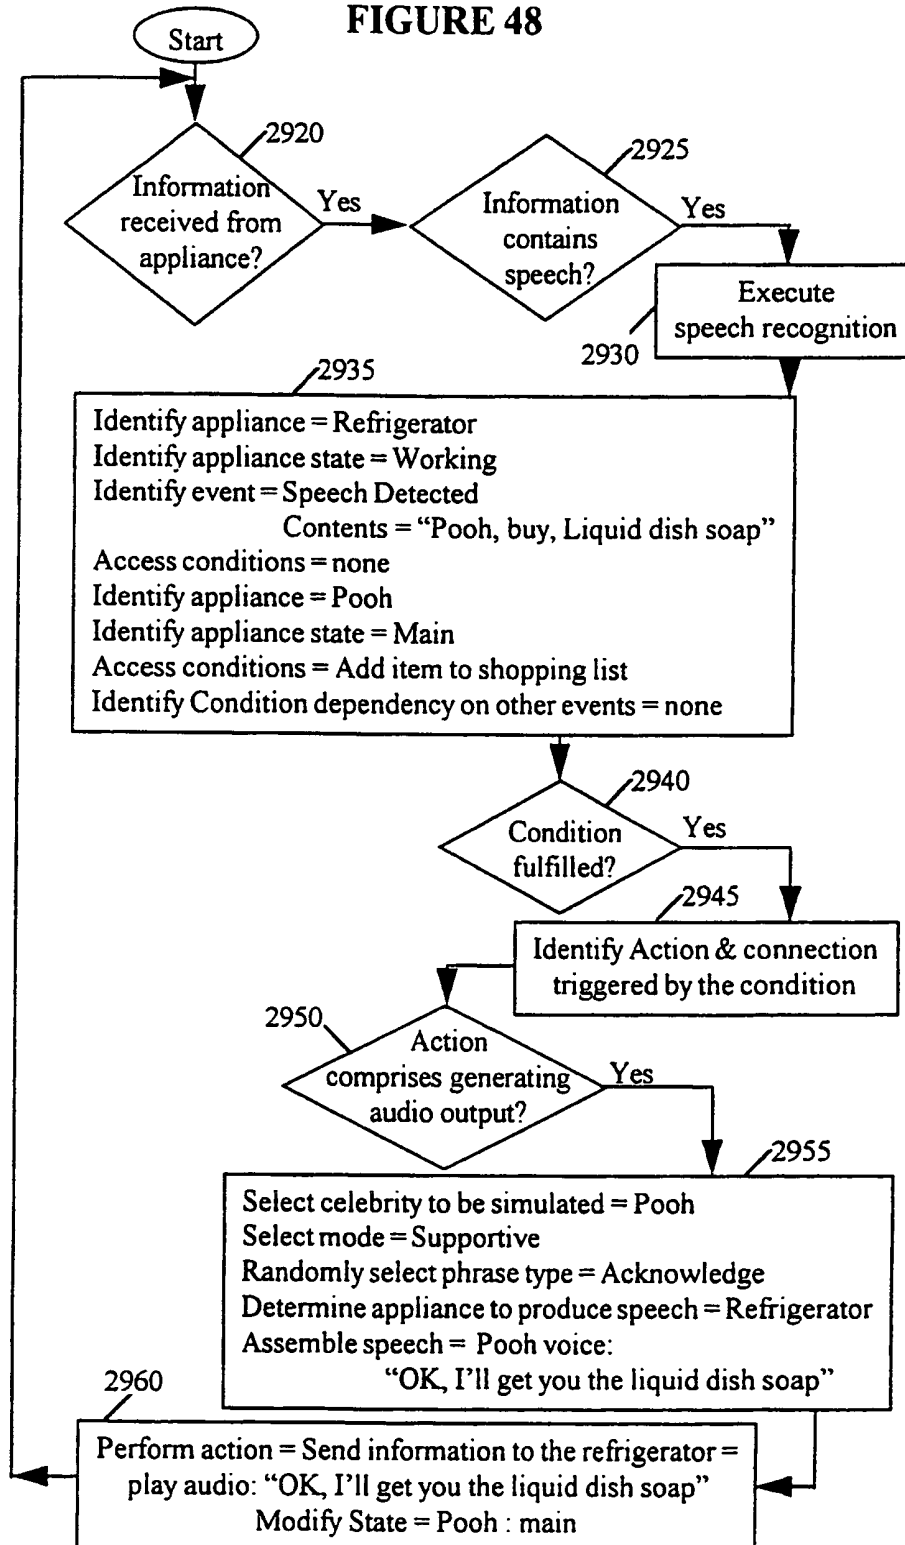 FIGURE 48
Start
2920
Information
received from
appliance?
Yes
2925
Information
contains
speech?
Yes
Execute
speech recognition
2930
2935
Identify appliance = Refrigerator
Identify appliance state = Working
Identify event = Speech Detected
Contents = “Pooh, buy, Liquid dish soap”
Access conditions = none
Identify appliance = Pooh
Identify appliance state = Main
Access conditions = Add item to shopping list
Identify Condition dependency on other events = none
2940
Condition
fulfilled?
Yes
2945
Identify Action & connection
triggered by the condition
2950
Action
comprises generating
audio output?
Yes
2955
Select celebrity to be simulated = Pooh
Select mode = Supportive
Randomly select phrase type = Acknowledge
Determine appliance to produce speech = Refrigerator
Assemble speech = Pooh voice:
“OK, I’ll get you the liquid dish soap”
2960
Perform action = Send information to the refrigerator =
play audio: “OK, I’ll get you the liquid dish soap”
Modify State = Pooh : main